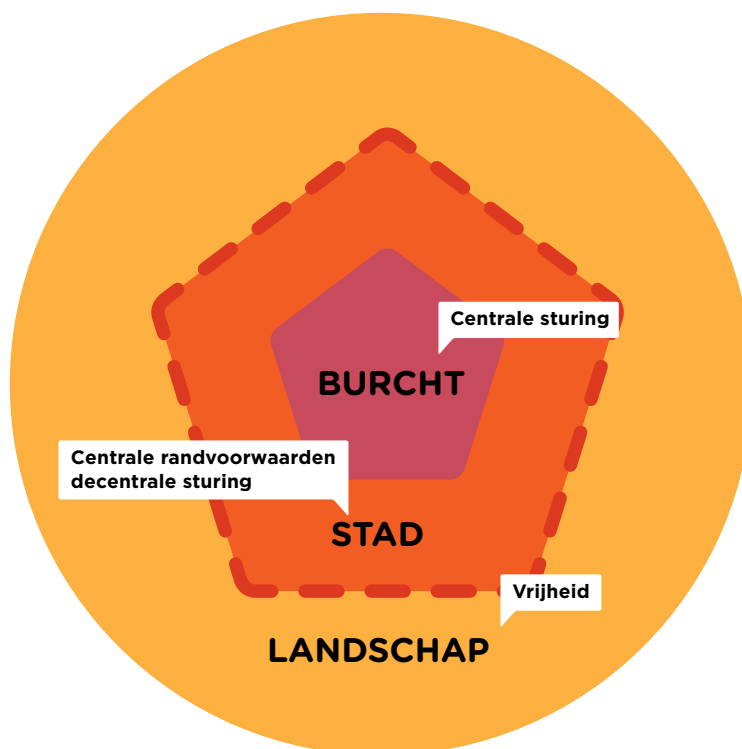 Centrale sturing
BURCHT
Centrale randvoorwaarden
decentrale sturing
STAD
Vrijheid
LANDSCHAP